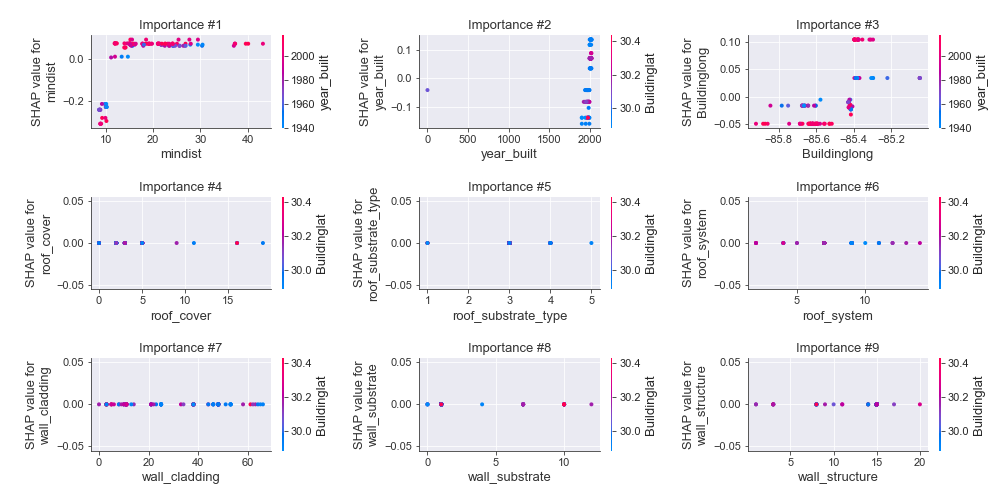 Importance #1
SHAP value for
mindist
0.0
−0.2
10 20 30 40
mindist
2000
1980
1960
1940
year_built
Importance #2
SHAP value for
year_built
0.1
0.0
−0.1
0 500 1000 1500 2000
year_built
30.4
30.2
30.0
Buildinglat
Importance #3
SHAP value for
Buildinglong
0.10
0.05
0.00
−0.05
−85.8 −85.6 −85.4 −85.2
Buildinglong
2000
1980
1960
1940
year_built
Importance #4
SHAP value for
roof_cover
0.05
0.00
−0.05
0 5 10 15
roof_cover
30.4
30.2
30.0
Buildinglat
Importance #5
SHAP value for
roof_substrate_type
0.05
0.00
−0.05
1 2 3 4 5
roof_substrate_type
30.4
30.2
30.0
Buildinglat
Importance #6
SHAP value for
roof_system
0.05
0.00
−0.05
5 10
roof_system
30.4
30.2
30.0
Buildinglat
Importance #7
SHAP value for
wall_cladding
0.05
0.00
−0.05
0 20 40 60
wall_cladding
30.4
30.2
30.0
Buildinglat
Importance #8
SHAP value for
wall_substrate
0.05
0.00
−0.05
0 5 10
wall_substrate
30.4
30.2
30.0
Buildinglat
Importance #9
SHAP value for
wall_structure
0.05
0.00
−0.05
5 10 15 20
wall_structure
30.4
30.2
30.0
Buildinglat